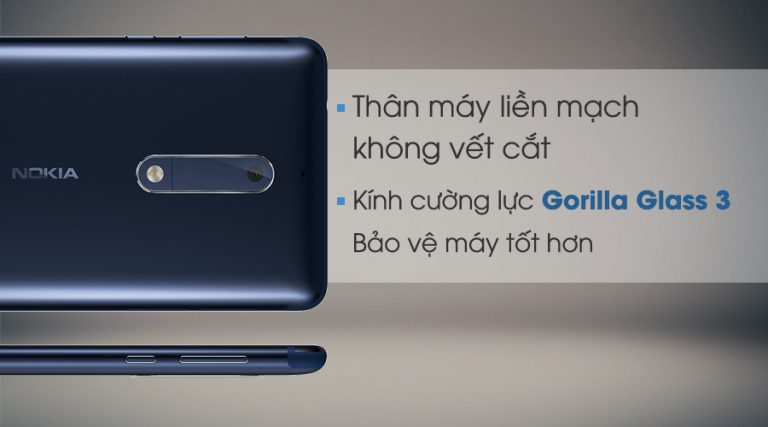 NOKIA
Thân máy liền mạch
không vết cắt
Kính cường lực Gorilla Glass 3
Bảo vệ máy tốt hơn